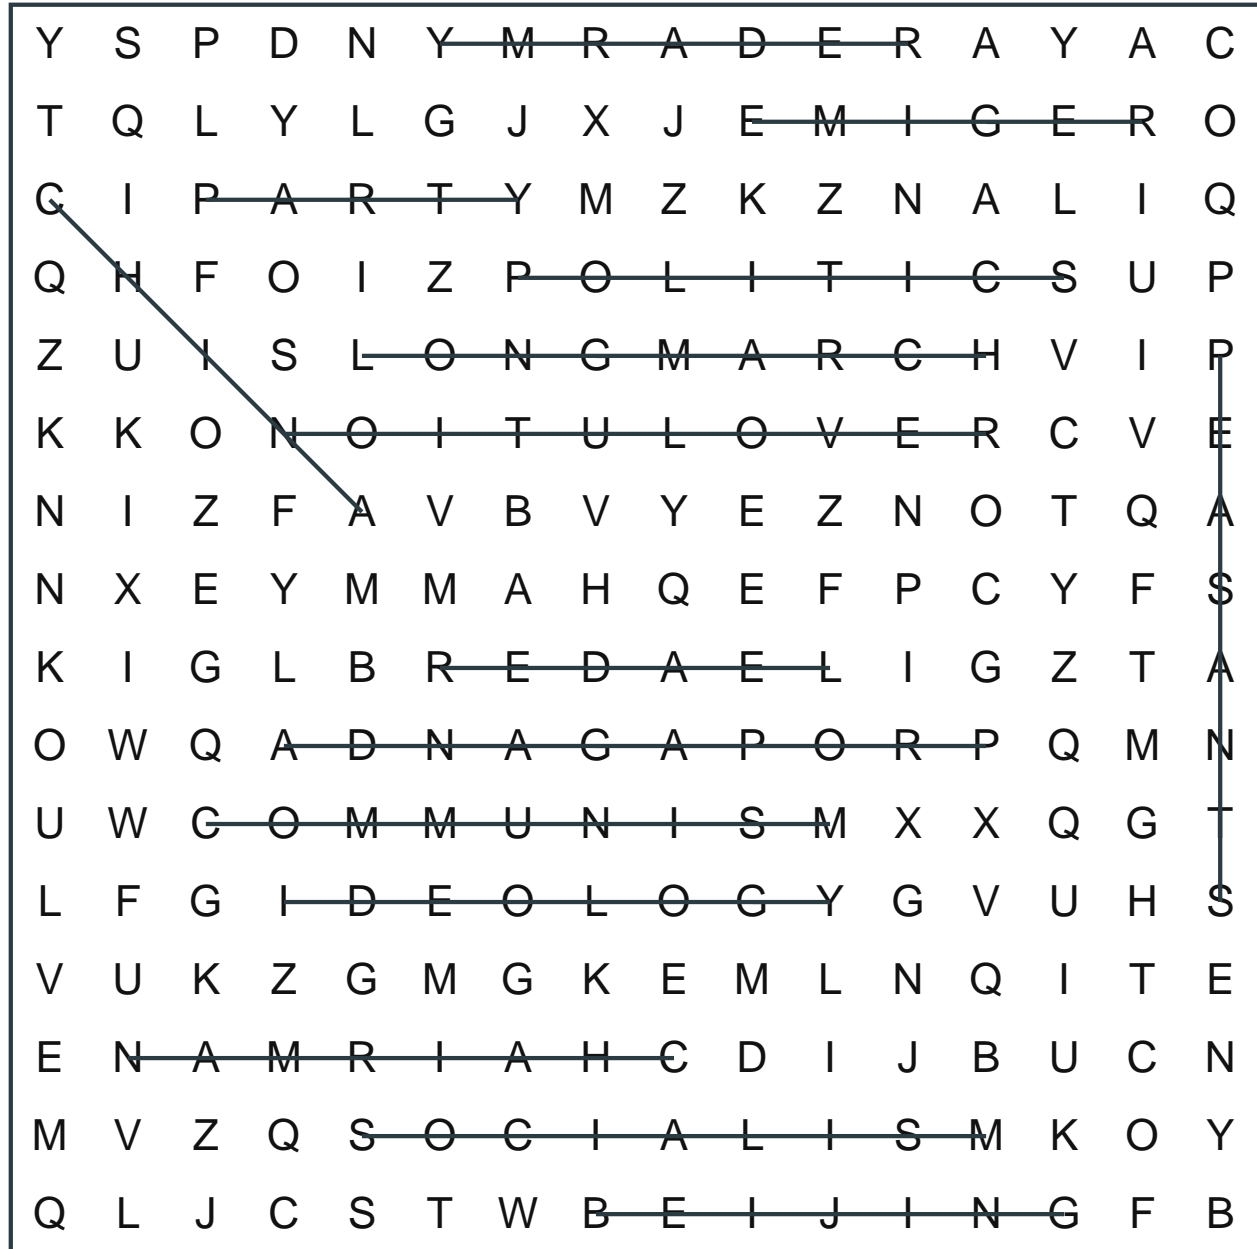 Y S P D N Y M R A D E R A Y A C
T Q L Y L G J X J E M I G E R O
C I P A R T Y M Z K Z N A L I Q
Q H F O I Z P O L I T I C S U P
Z U I S L O N G M A R C H V I P
K K O N O I T U L O V E R C V E
N I Z F A V B V Y E Z N O T Q A
N X E Y M M A H Q E F P C Y F S
K I G L B R E D A E L I G Z T A
O W Q A D N A G A P O R P Q M N
U W C O M M U N I S M X X Q G T
L F G I D E O L O G Y G V U H S
V U K Z G M G K E M L N Q I T E
E N A M R I A H C D I J B U C N
M V Z Q S O C I A L I S M K O Y
Q L J C S T W B E I J I N G F B